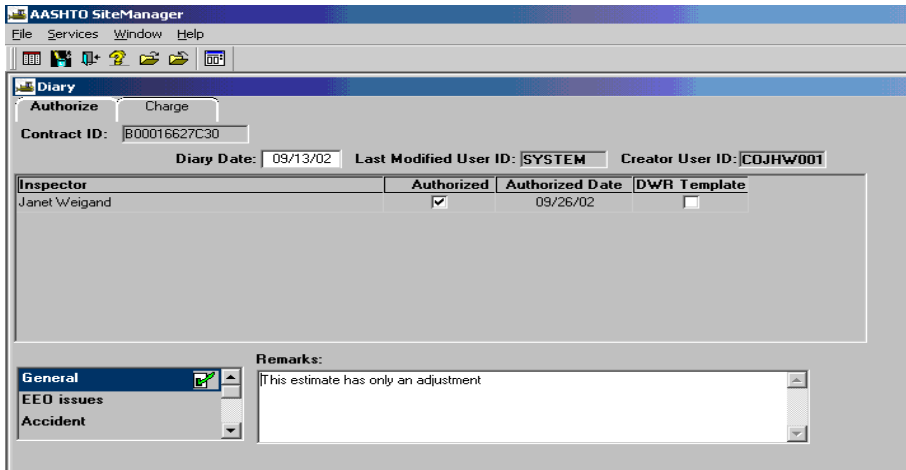 AASHTO SiteManager
File Services Window Help
Diary
Authorize Charge
Contract ID: B00016627C30
Diary Date: 09/13/02 Last Modified User ID: SYSTEM Creator User ID: COJHW001
Inspector Authorized Authorized Date DWR Template
Janet Weigand 09/26/02
Remarks:
General
This estimate has only an adjustment
EEO issues
Accident